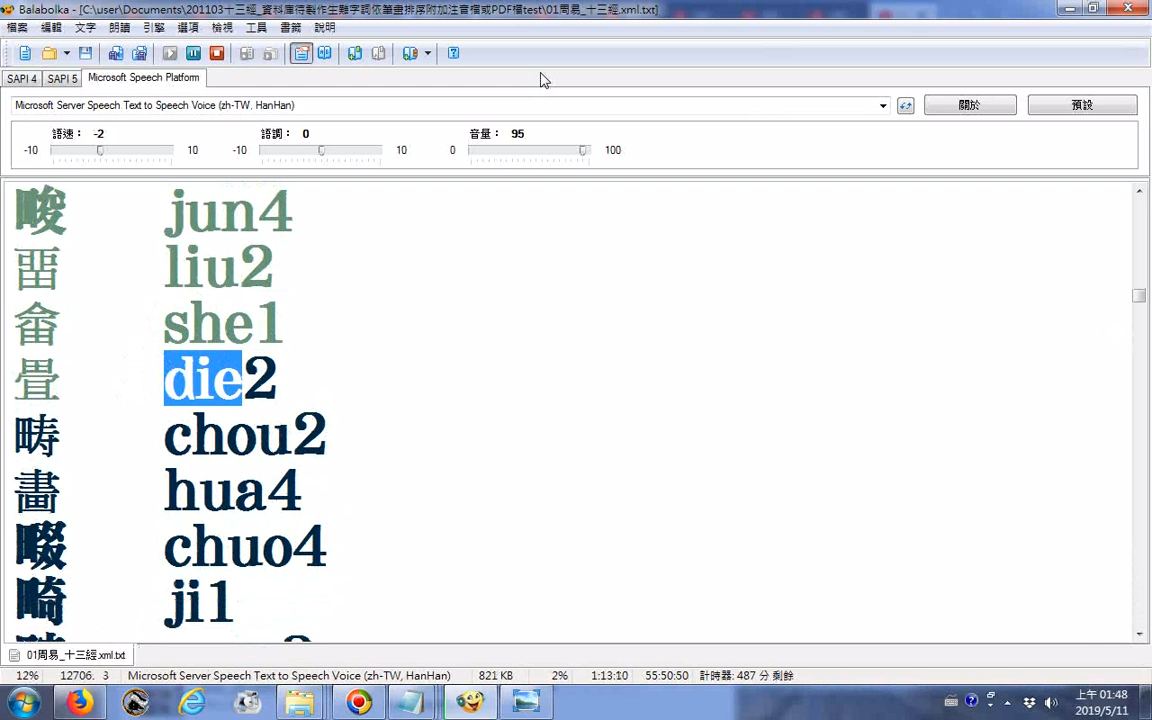 Balabolka - [C:\user\Documents\201103十三經_資料庫待製作生難字詞依筆畫排序附加注音檔或PDF檔test\01周易_十三經.xml.txt]
檔案 編輯 文字 朗讀 引擎 選項 檢視 工具 書籤 說明
SAPI 4 SAPI 5 Microsoft Speech Platform
Microsoft Server Speech Text to Speech Voice (zh-TW, HanHan) 關於 預設
語速： -2 語調： 0 音量： 95
-10 10 -10 10 0 100
畯 jun4
畱 liu2
畬 she1
畳 die2
畴 chou2
畵 hua4
畷 chuo4
畸 ji1
01周易_十三經.xml.txt
12% 12706. 3 Microsoft Server Speech Text to Speech Voice (zh-TW, HanHan) 821 KB 2% 1:13:10 55:50:50 計時器: 487 分 剩餘
上午 01:48
2019/5/11